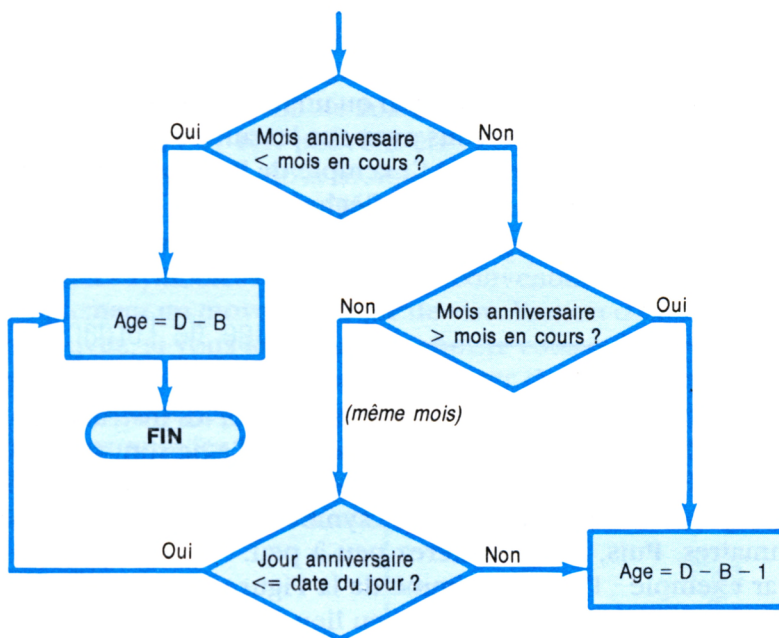 Oui
Mois anniversaire
< mois en cours ?
Non
Age = D – B
Non
Mois anniversaire
> mois en cours ?
Oui
FIN
(même mois)
Oui
Jour anniversaire
<= date du jour ?
Non
Age = D – B – 1